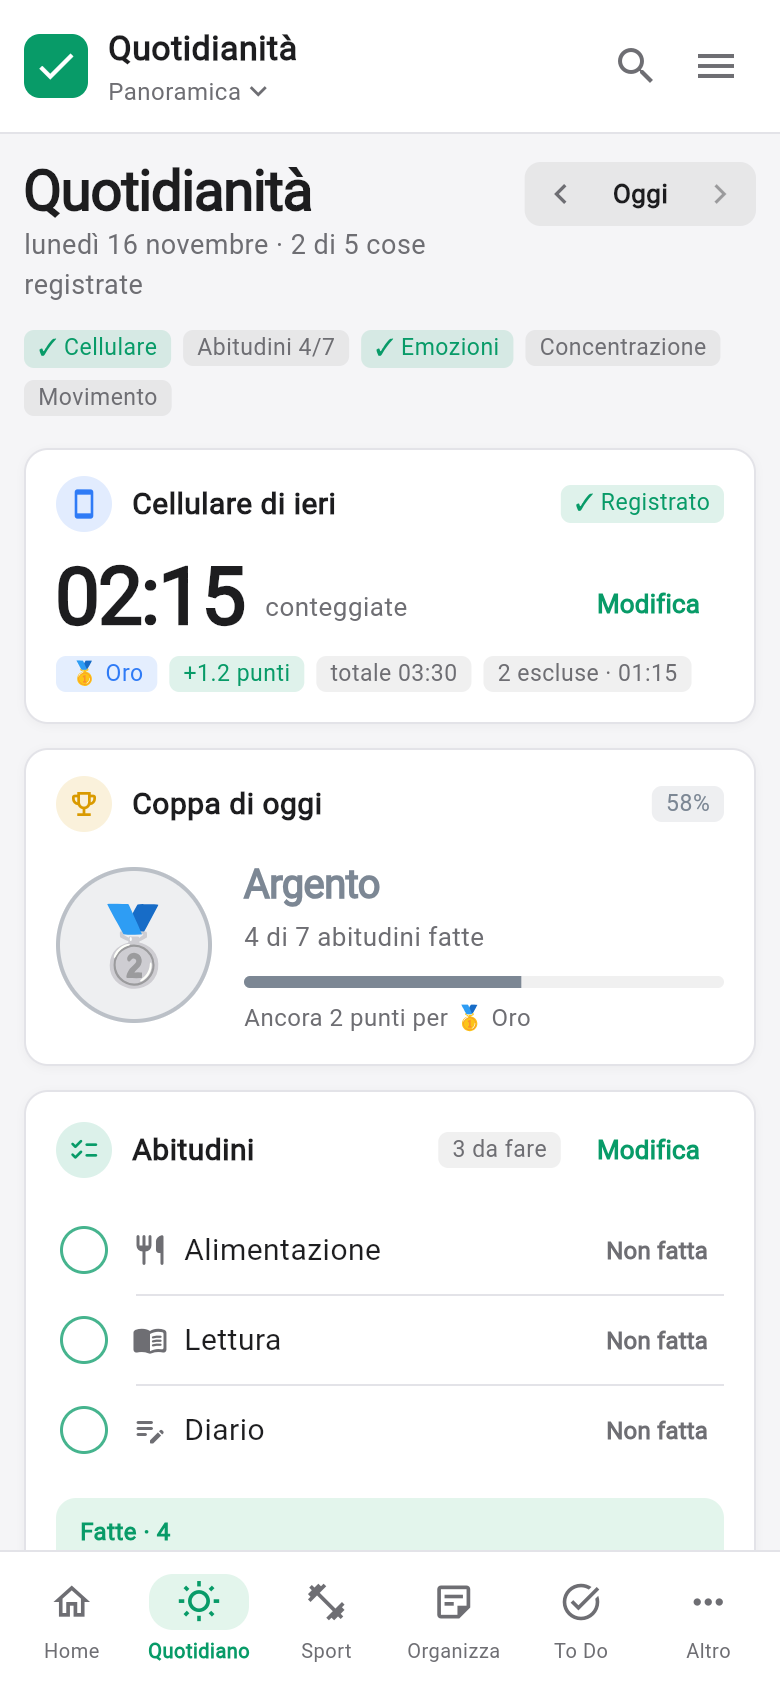 Quotidianità
Panoramica
Quotidianità
Oggi
lunedì 16 novembre · 2 di 5 cose
registrate
✓ Cellulare
Abitudini 4/7
✓ Emozioni
Concentrazione
Movimento
Cellulare di ieri
✓ Registrato
02:15 conteggiate
Modifica
🥇 Oro
+1.2 punti
totale 03:30
2 escluse · 01:15
Coppa di oggi
58%
2
Argento
4 di 7 abitudini fatte
Ancora 2 punti per 🥇 Oro
Abitudini
3 da fare
Modifica
Alimentazione
Non fatta
Lettura
Non fatta
Diario
Non fatta
Fatte · 4
Home
Quotidiano
Sport
Organizza
To Do
Altro